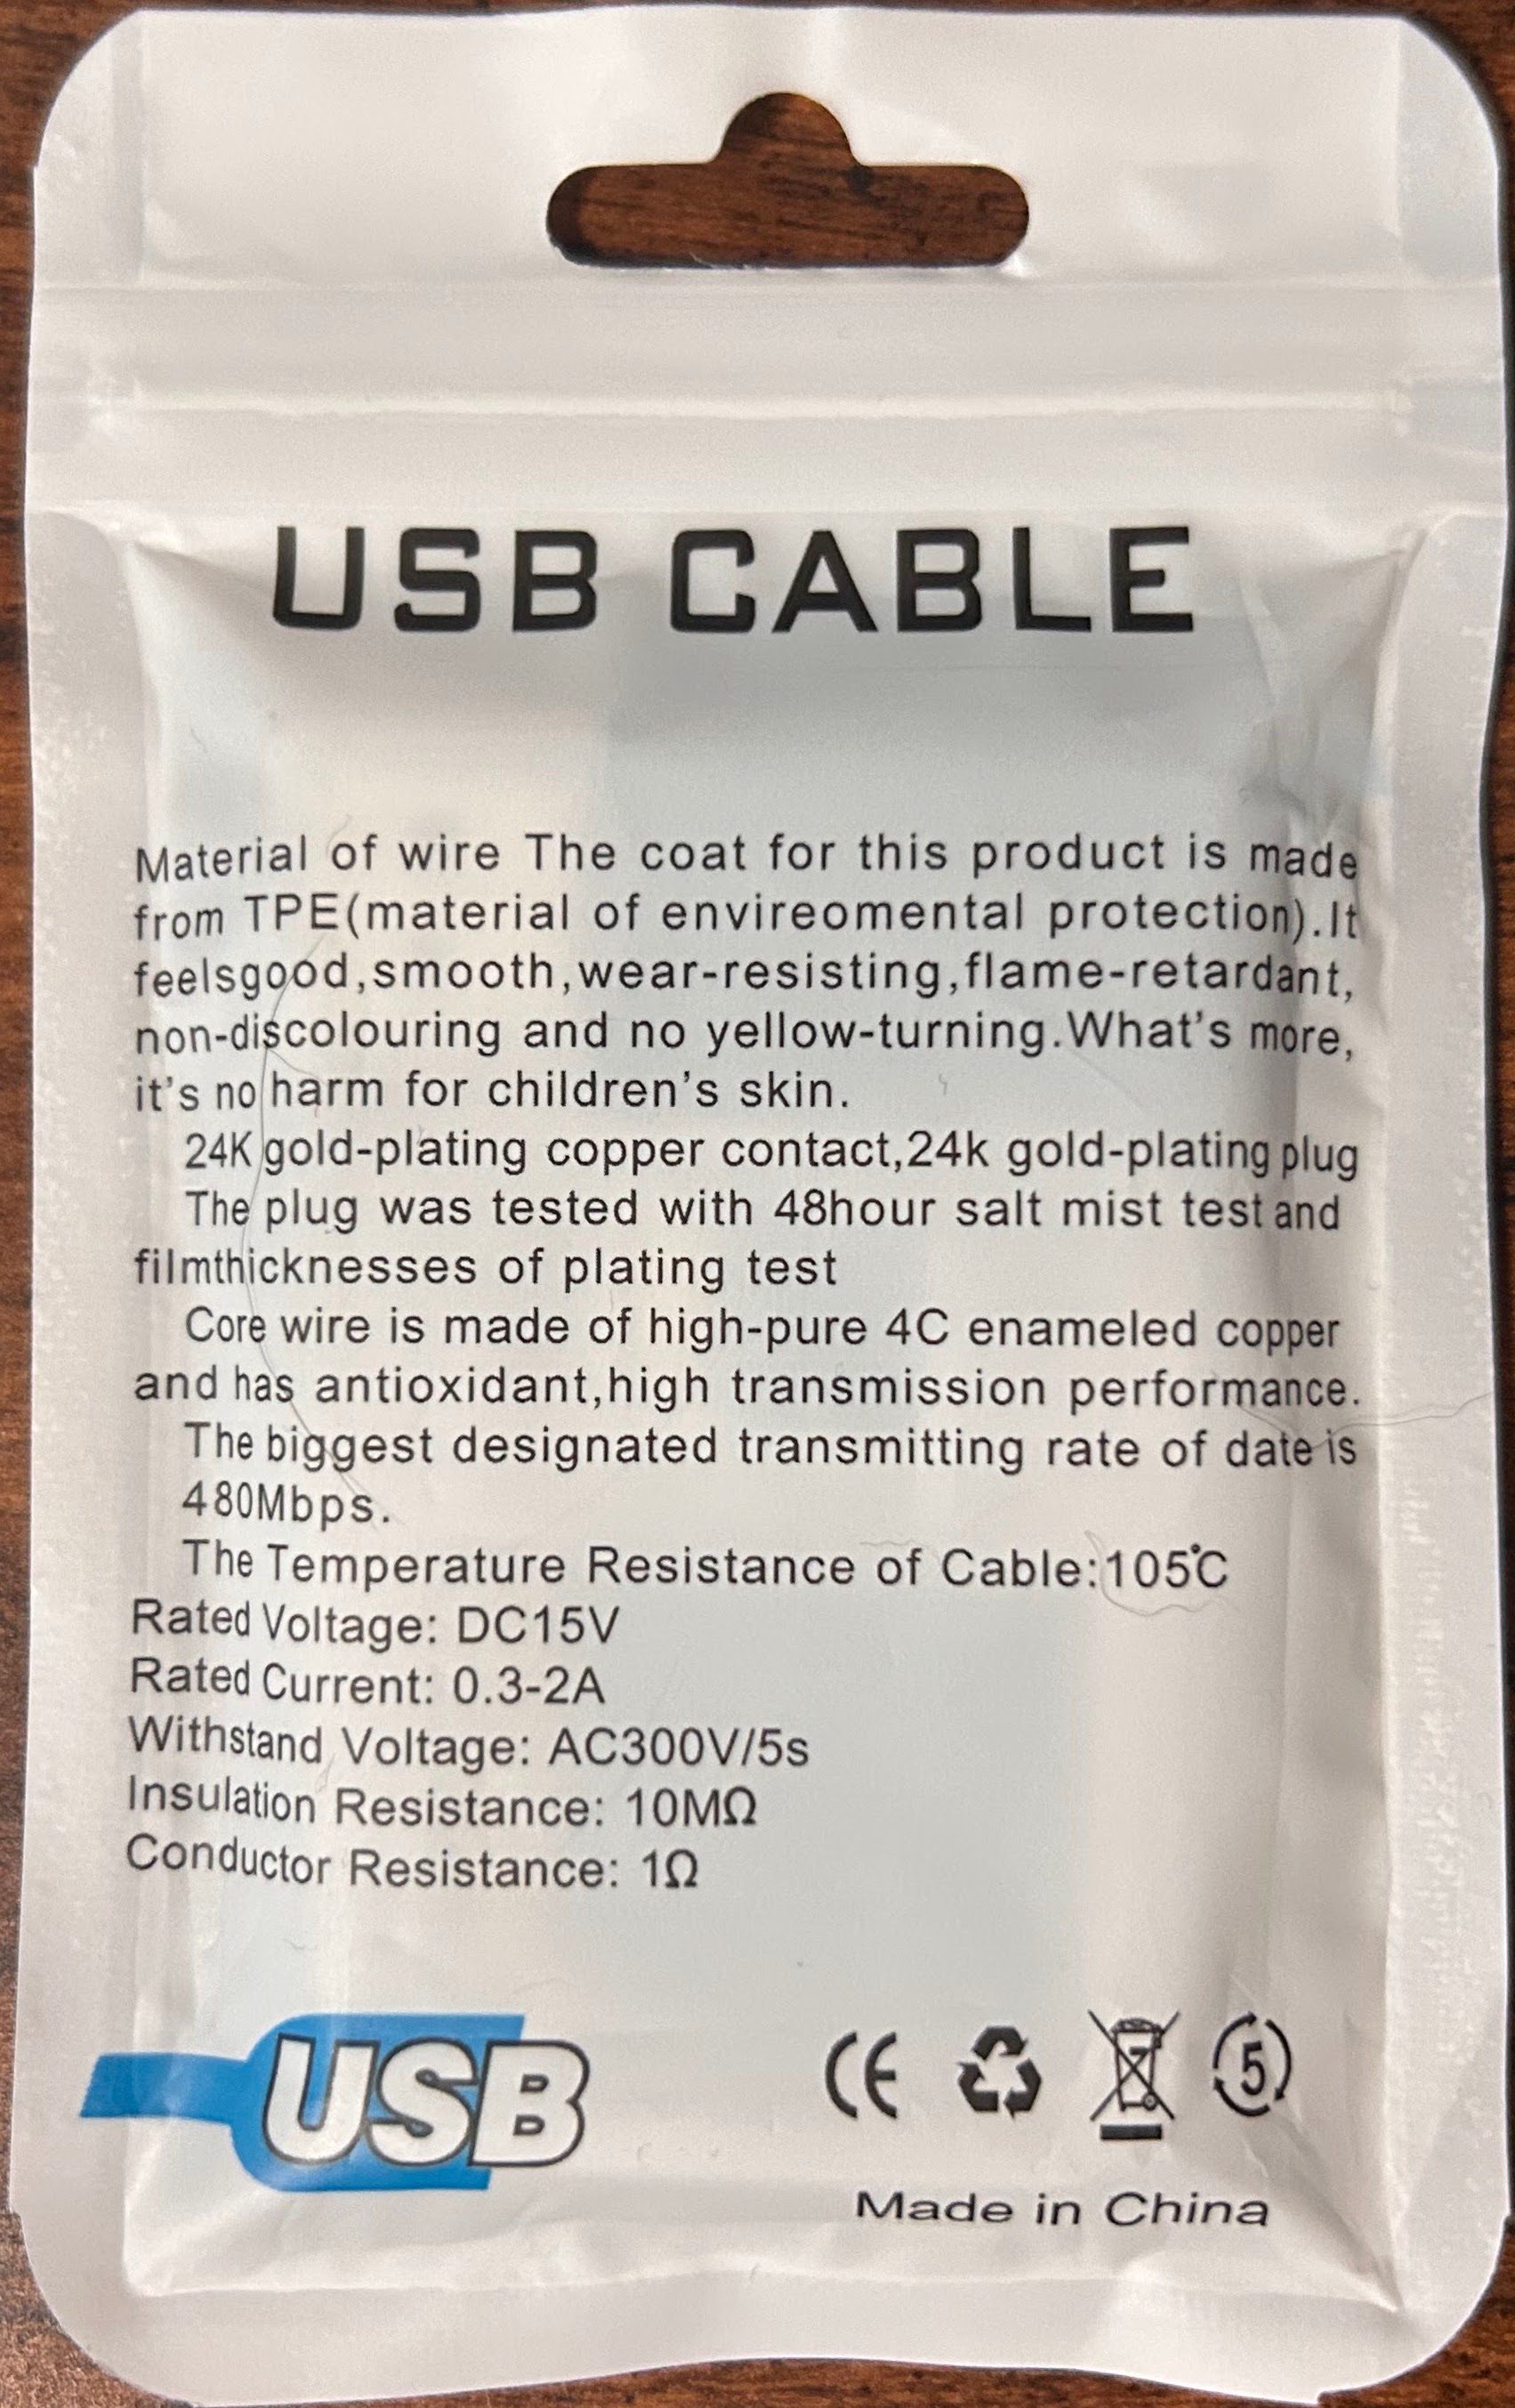 USB CABLE
Material of wire The coat for this product is made
from TPE(material of envireomental protection).It
feelsgood,smooth,wear-resisting,flame-retardant,
non-discolouring and no yellow-turning.What's more,
it's no harm for children's skin.
24K gold-plating copper contact,24k gold-plating plug
The plug was tested with 48hour salt mist test and
filmthicknesses of plating test
Core wire is made of high-pure 4C enameled copper
and has antioxidant,high transmission performance.
The biggest designated transmitting rate of date is
480Mbps.
The Temperature Resistance of Cable:105℃
Rated Voltage: DC15V
Rated Current: 0.3-2A
Withstand Voltage: AC300V/5s
Insulation Resistance: 10MΩ
Conductor Resistance: 1Ω
USB CE 5
Made in China